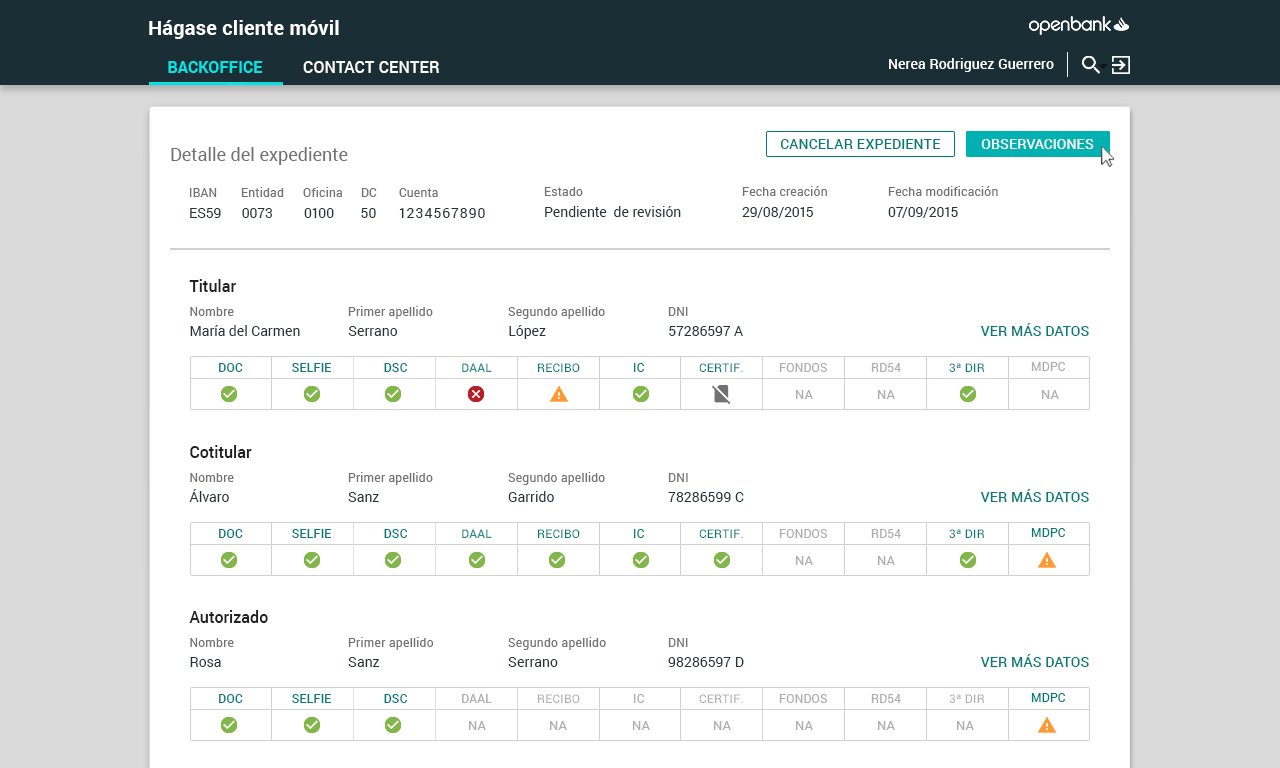 Hágase cliente móvil
openbank
BACKOFFICE CONTACT CENTER
Nerea Rodriguez Guerrero
Detalle del expediente
CANCELAR EXPEDIENTE OBSERVACIONES
IBAN Entidad Oficina DC Cuenta Estado Fecha creación Fecha modificación
ES59 0073 0100 50 1234567890 Pendiente de revisión 29/08/2015 07/09/2015
Titular
Nombre Primer apellido Segundo apellido DNI
María del Carmen Serrano López 57286597 A VER MÁS DATOS
DOC SELFIE DSC DAAL RECIBO IC CERTIF. FONDOS RD54 3ª DIR MDPC
NA NA NA
Cotitular
Nombre Primer apellido Segundo apellido DNI
Álvaro Sanz Garrido 78286599 C VER MÁS DATOS
DOC SELFIE DSC DAAL RECIBO IC CERTIF. FONDOS RD54 3ª DIR MDPC
NA NA
Autorizado
Nombre Primer apellido Segundo apellido DNI
Rosa Sanz Serrano 98286597 D VER MÁS DATOS
DOC SELFIE DSC DAAL RECIBO IC CERTIF. FONDOS RD54 3ª DIR MDPC
NA NA NA NA NA NA NA